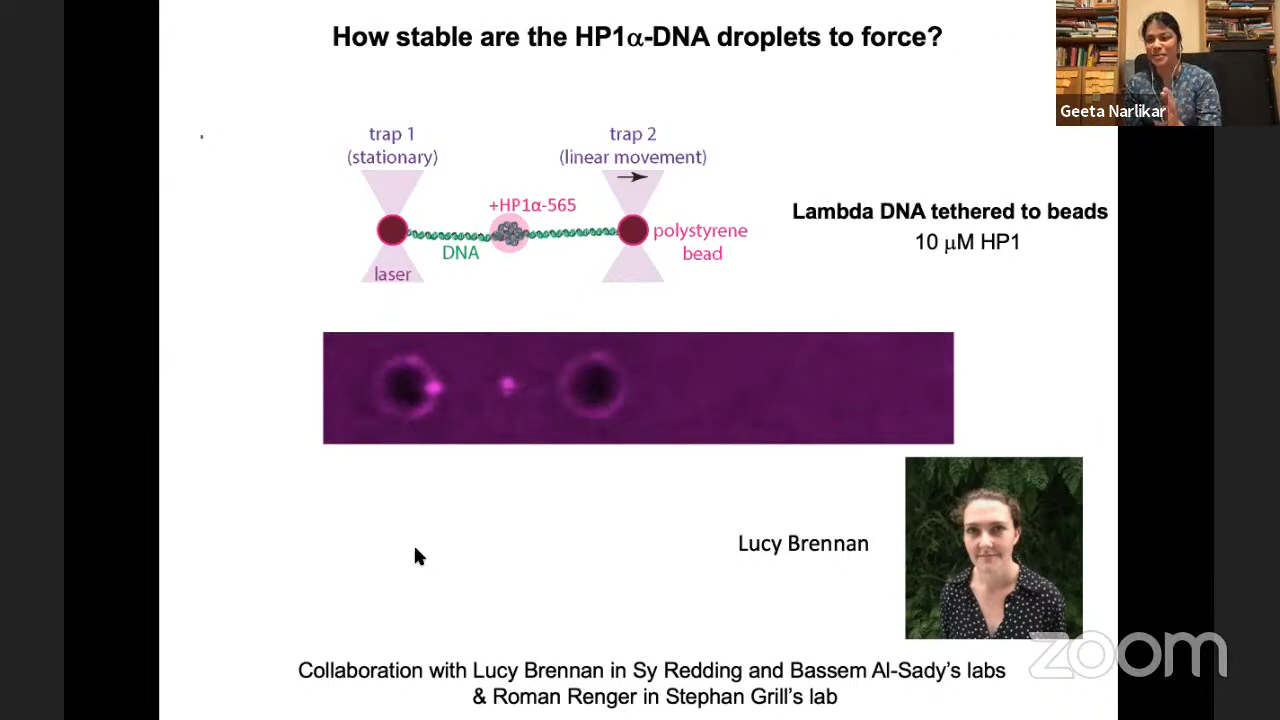 How stable are the HP1α-DNA droplets to force?
Geeta Narlikar
trap 1
(stationary)
trap 2
(linear movement)
+HP1α-565
DNA
polystyrene
bead
laser
Lambda DNA tethered to beads
10 μM HP1
Lucy Brennan
zoom
Collaboration with Lucy Brennan in Sy Redding and Bassem Al-Sady's labs
& Roman Renger in Stephan Grill's lab